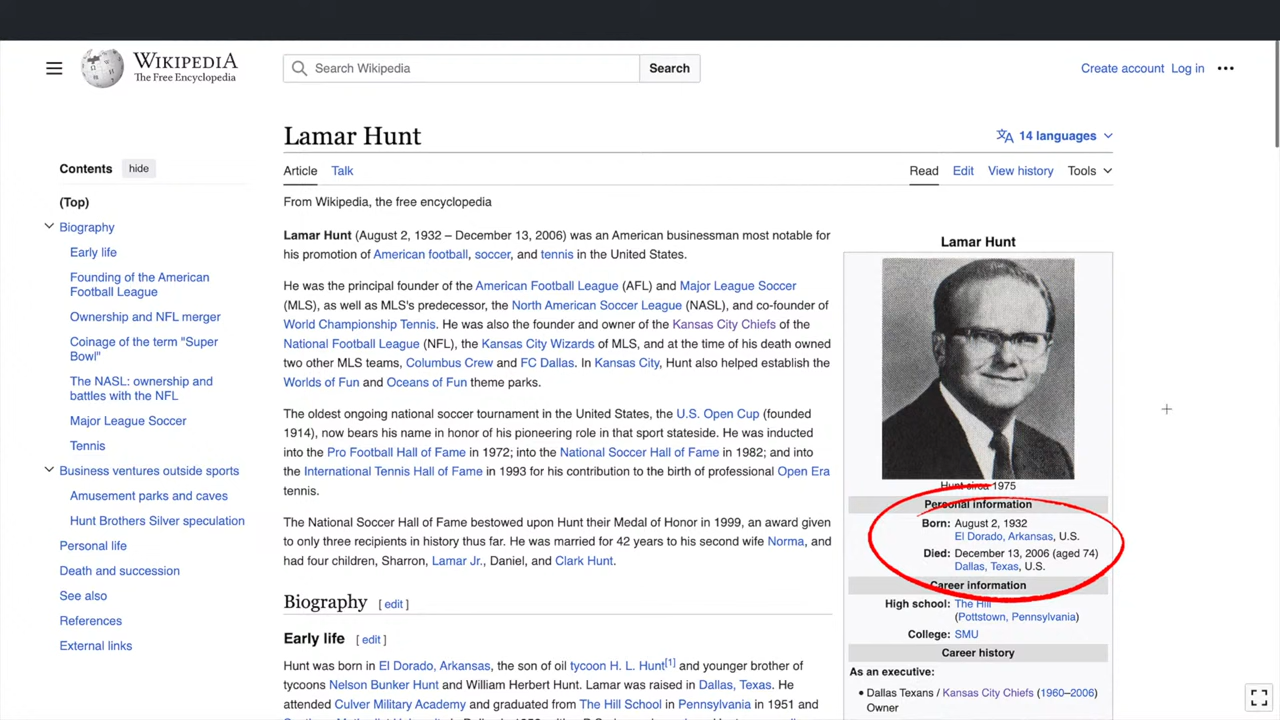 WIKIPEDIA
The Free Encyclopedia
Search Wikipedia
Search
Create account Log in
Lamar Hunt
14 languages
Contents hide
Article Talk
Read Edit View history Tools
From Wikipedia, the free encyclopedia
(Top)
Biography
Early life
Founding of the American
Football League
Ownership and NFL merger
Coinage of the term "Super
Bowl"
The NASL: ownership and
battles with the NFL
Major League Soccer
Tennis
Business ventures outside sports
Amusement parks and caves
Hunt Brothers Silver speculation
Personal life
Death and succession
See also
References
External links
Lamar Hunt (August 2, 1932 – December 13, 2006) was an American businessman most notable for
his promotion of American football, soccer, and tennis in the United States.
He was the principal founder of the American Football League (AFL) and Major League Soccer
(MLS), as well as MLS's predecessor, the North American Soccer League (NASL), and co-founder of
World Championship Tennis. He was also the founder and owner of the Kansas City Chiefs of the
National Football League (NFL), the Kansas City Wizards of MLS, and at the time of his death owned
two other MLS teams, Columbus Crew and FC Dallas. In Kansas City, Hunt also helped establish the
Worlds of Fun and Oceans of Fun theme parks.
The oldest ongoing national soccer tournament in the United States, the U.S. Open Cup (founded
1914), now bears his name in honor of his pioneering role in that sport stateside. He was inducted
into the Pro Football Hall of Fame in 1972; into the National Soccer Hall of Fame in 1982; and into
the International Tennis Hall of Fame in 1993 for his contribution to the birth of professional Open Era
tennis.
The National Soccer Hall of Fame bestowed upon Hunt their Medal of Honor in 1999, an award given
to only three recipients in history thus far. He was married for 42 years to his second wife Norma, and
had four children, Sharron, Lamar Jr., Daniel, and Clark Hunt.
Biography [ edit ]
Early life [ edit ]
Hunt was born in El Dorado, Arkansas, the son of oil tycoon H. L. Hunt[1] and younger brother of
tycoons Nelson Bunker Hunt and William Herbert Hunt. Lamar was raised in Dallas, Texas. He
attended Culver Military Academy and graduated from The Hill School in Pennsylvania in 1951 and
Lamar Hunt
Hunt circa 1975
Personal information
Born: August 2, 1932
El Dorado, Arkansas, U.S.
Died: December 13, 2006 (aged 74)
Dallas, Texas, U.S.
Career information
High school: The Hill
(Pottstown, Pennsylvania)
College: SMU
Career history
As an executive:
• Dallas Texans / Kansas City Chiefs (1960–2006)
Owner